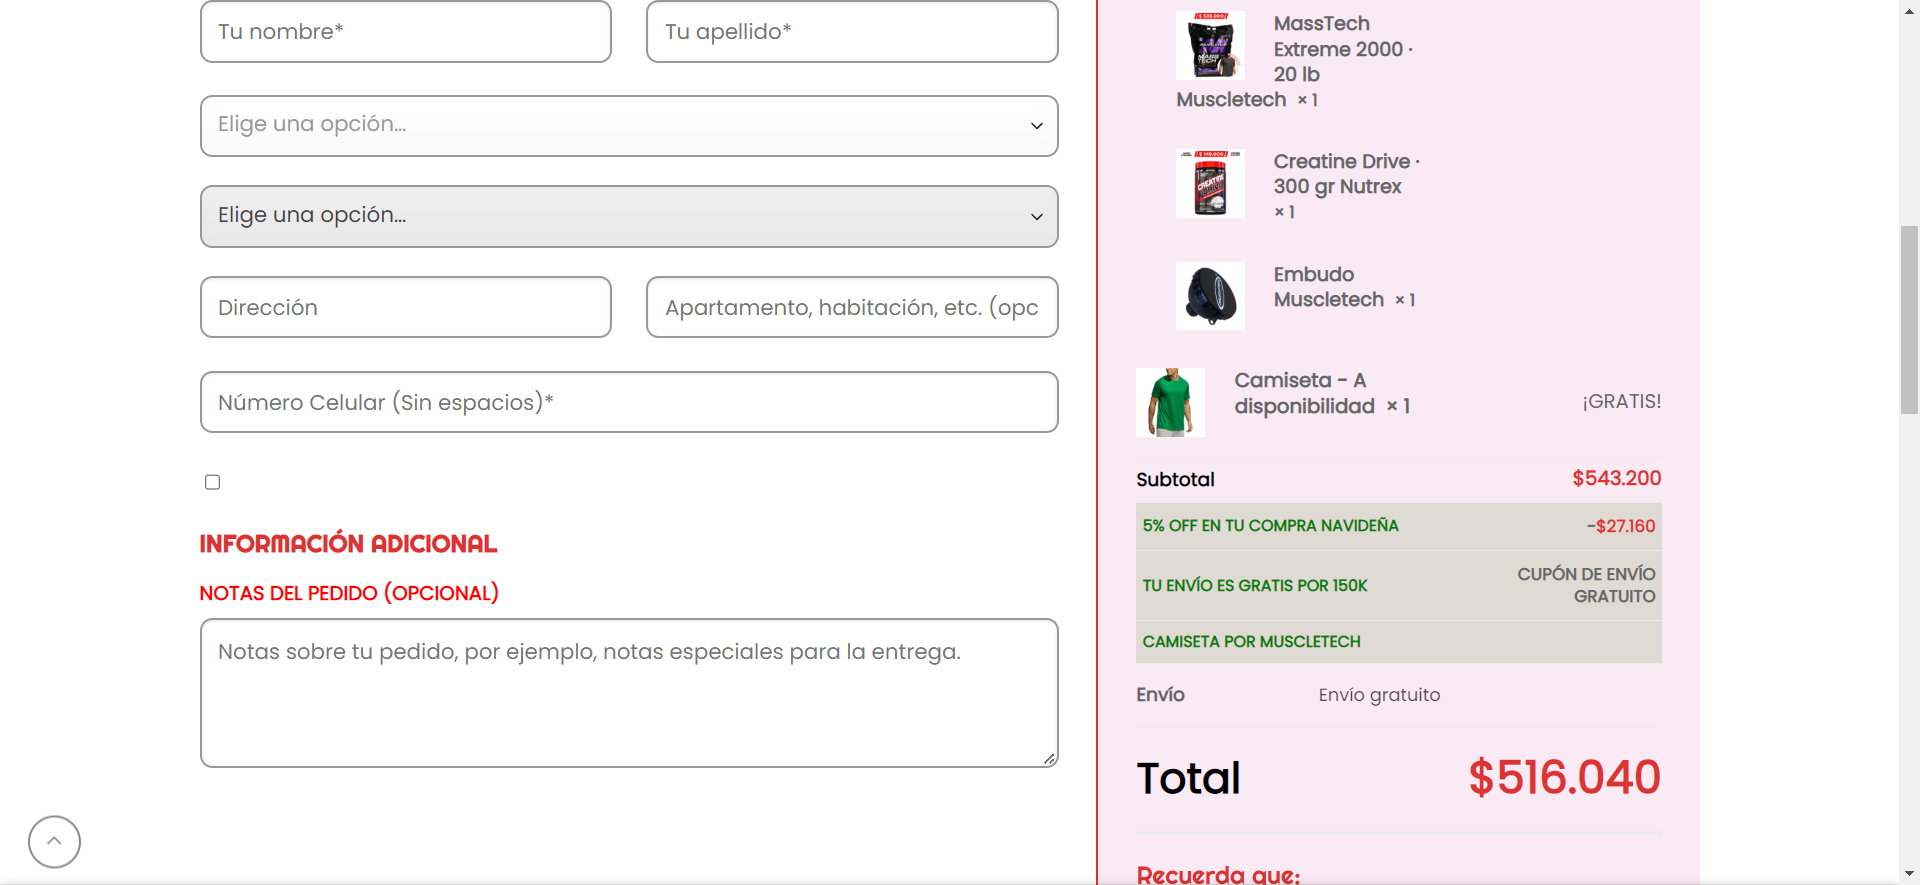 Tu nombre*
Tu apellido*
Elige una opción...
Elige una opción...
Dirección
Apartamento, habitación, etc. (opc
Número Celular (Sin espacios)*
INFORMACIÓN ADICIONAL
NOTAS DEL PEDIDO (OPCIONAL)
Notas sobre tu pedido, por ejemplo, notas especiales para la entrega.
MassTech
Extreme 2000 ·
20 lb
Muscletech × 1
Creatine Drive ·
300 gr Nutrex
× 1
Embudo
Muscletech × 1
Camiseta - A
disponibilidad × 1
¡GRATIS!
Subtotal $543.200
5% OFF EN TU COMPRA NAVIDEÑA -$27.160
TU ENVÍO ES GRATIS POR 150K
CUPÓN DE ENVÍO
GRATUITO
CAMISETA POR MUSCLETECH
Envío Envío gratuito
Total $516.040
Recuerda que: